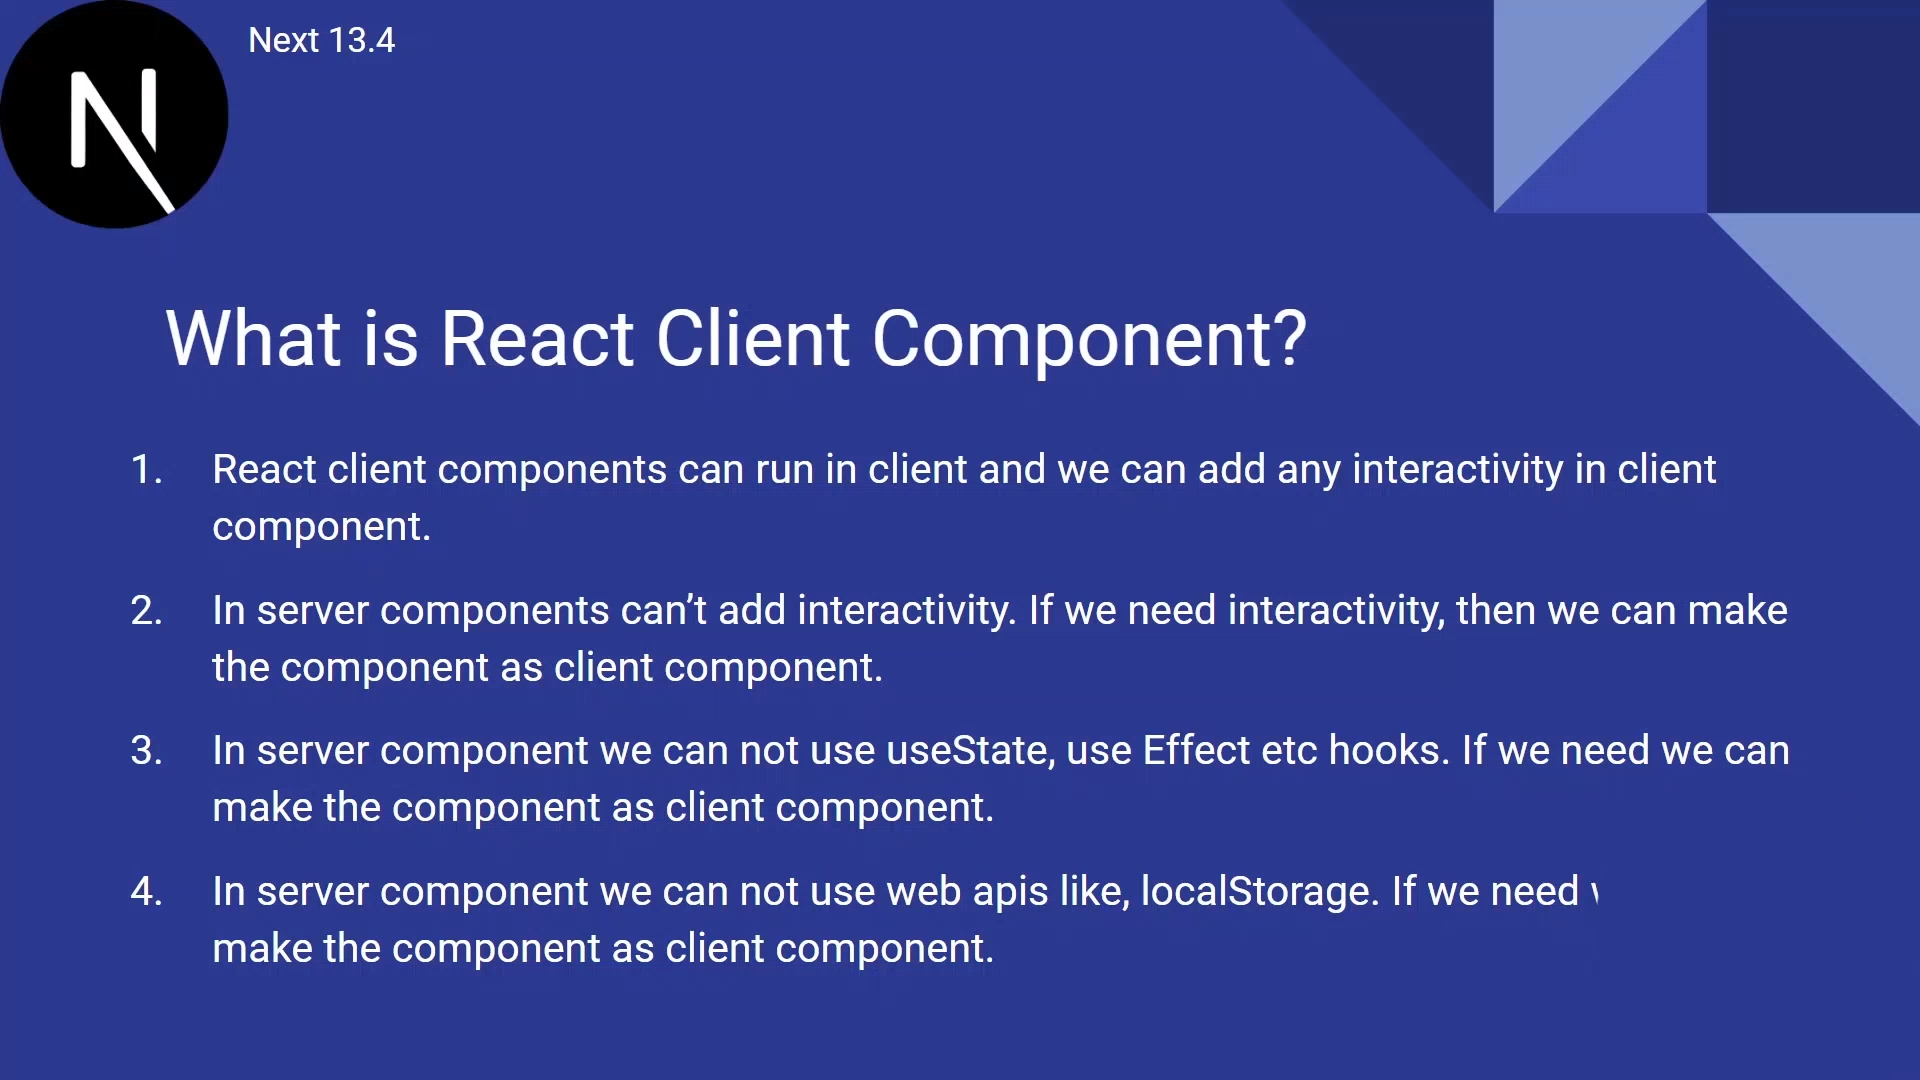 Next 13.4
What is React Client Component?
1. React client components can run in client and we can add any interactivity in client
component.
2. In server components can’t add interactivity. If we need interactivity, then we can make
the component as client component.
3. In server component we can not use useState, use Effect etc hooks. If we need we can
make the component as client component.
4. In server component we can not use web apis like, localStorage. If we need
make the component as client component.